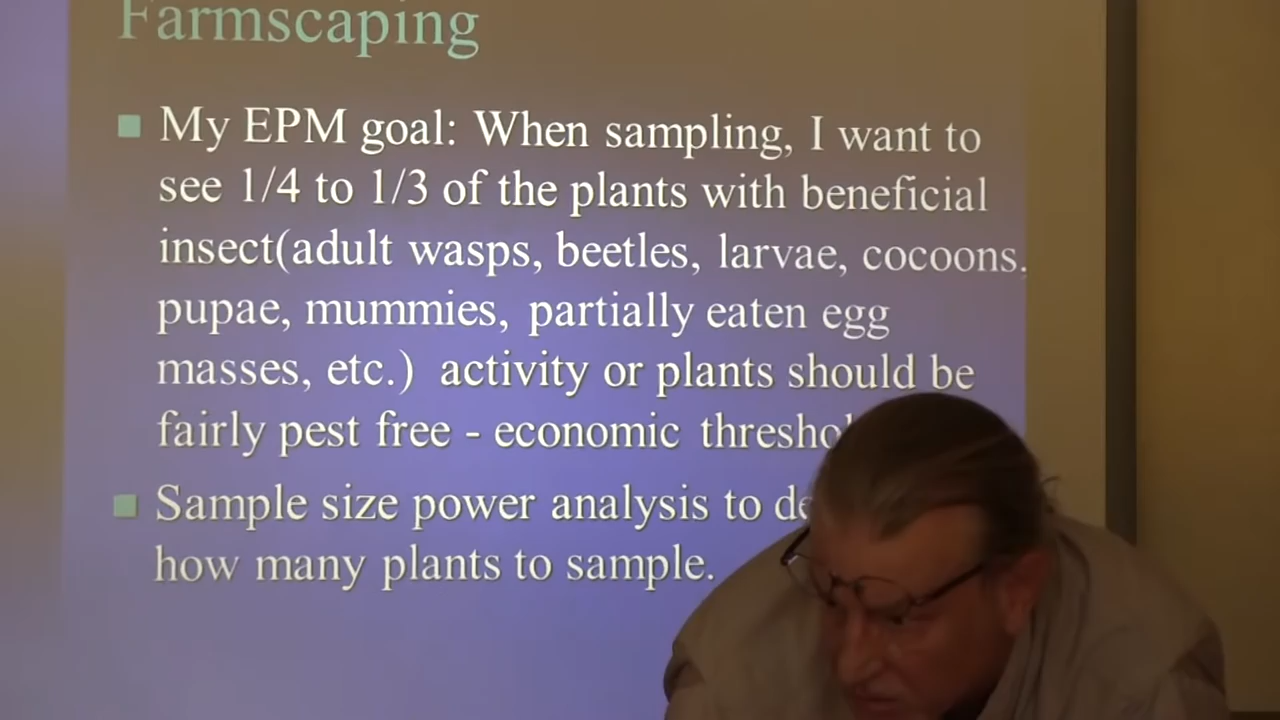 Farmscaping
My EPM goal: When sampling, I want to
see 1/4 to 1/3 of the plants with beneficial
insect(adult wasps, beetles, larvae, cocoons.
pupae, mummies, partially eaten egg
masses, etc.) activity or plants should be
fairly pest free - economic
Sample size power analysis to
how many plants to sample.